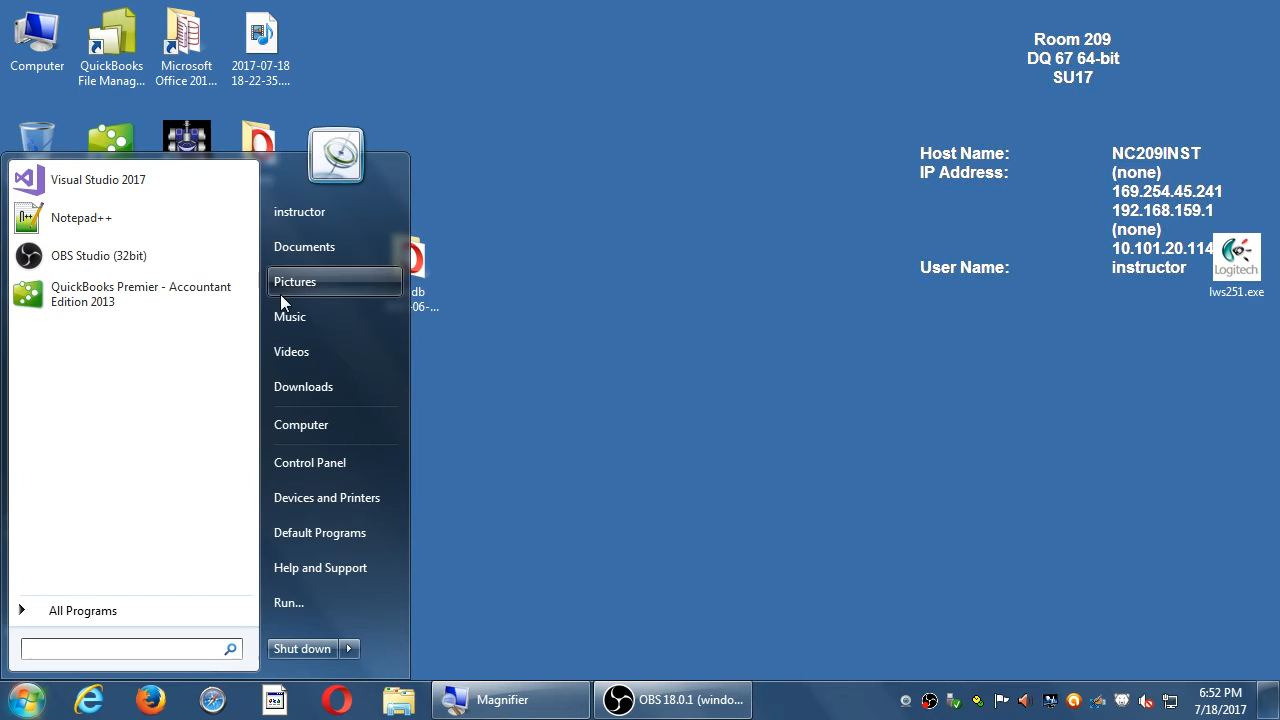 Computer
QuickBooks
File Manag...
Microsoft
Office 201...
2017-07-18
18-22-35....
Room 209
DQ 67 64-bit
SU17
Host Name: NC209INST
IP Address: (none)
169.254.45.241
192.168.159.1
(none)
10.101.20.114
User Name: instructor
Logitech
lws251.exe
db
-06-...
Visual Studio 2017
Notepad++
OBS Studio (32bit)
QuickBooks Premier - Accountant
Edition 2013
All Programs
instructor
Documents
Pictures
Music
Videos
Downloads
Computer
Control Panel
Devices and Printers
Default Programs
Help and Support
Run...
Shut down
Magnifier
OBS 18.0.1 (windo...
6:52 PM
7/18/2017